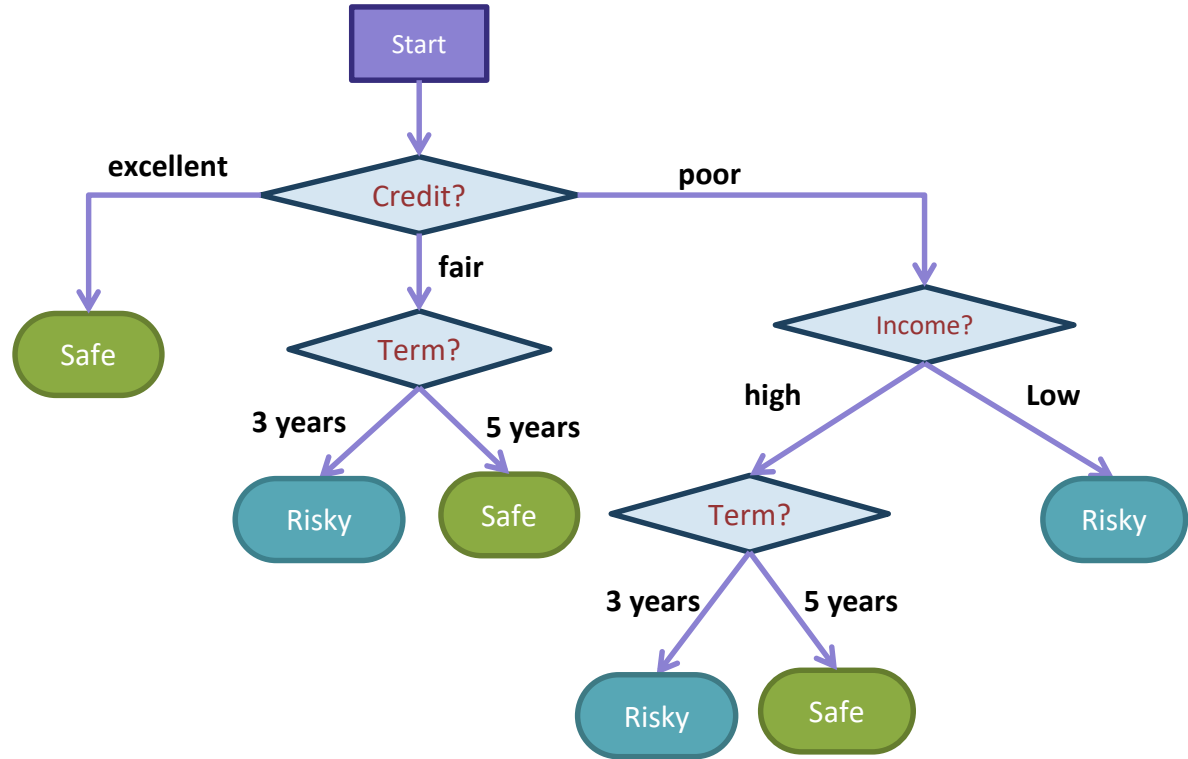 Start
excellent
Credit?
poor
fair
Safe
Term?
Income?
3 years
5 years
high
Low
Risky
Safe
Term?
Risky
3 years
5 years
Risky
Safe